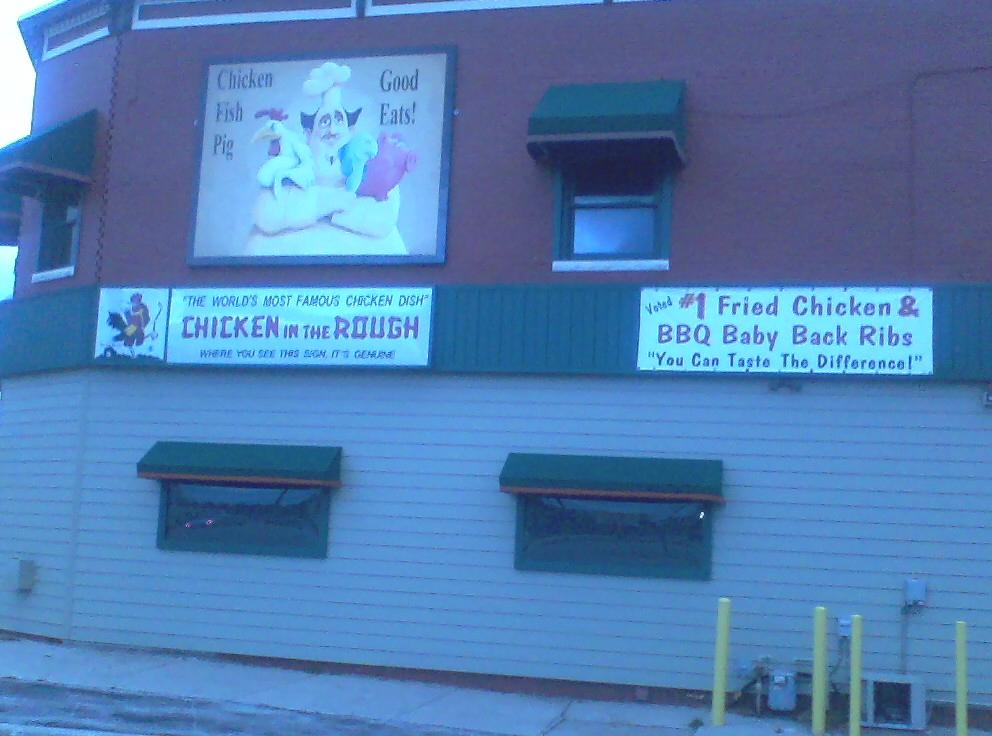 Chicken
Fish
Pig
Good
Eats!
"THE WORLD'S MOST FAMOUS CHICKEN DISH"
CHICKEN IN THE ROUGH
WHERE YOU SEE THIS SIGN, IT'S GENUINE
Voted #1 Fried Chicken &
BBQ Baby Back Ribs
"You Can Taste The Difference!"